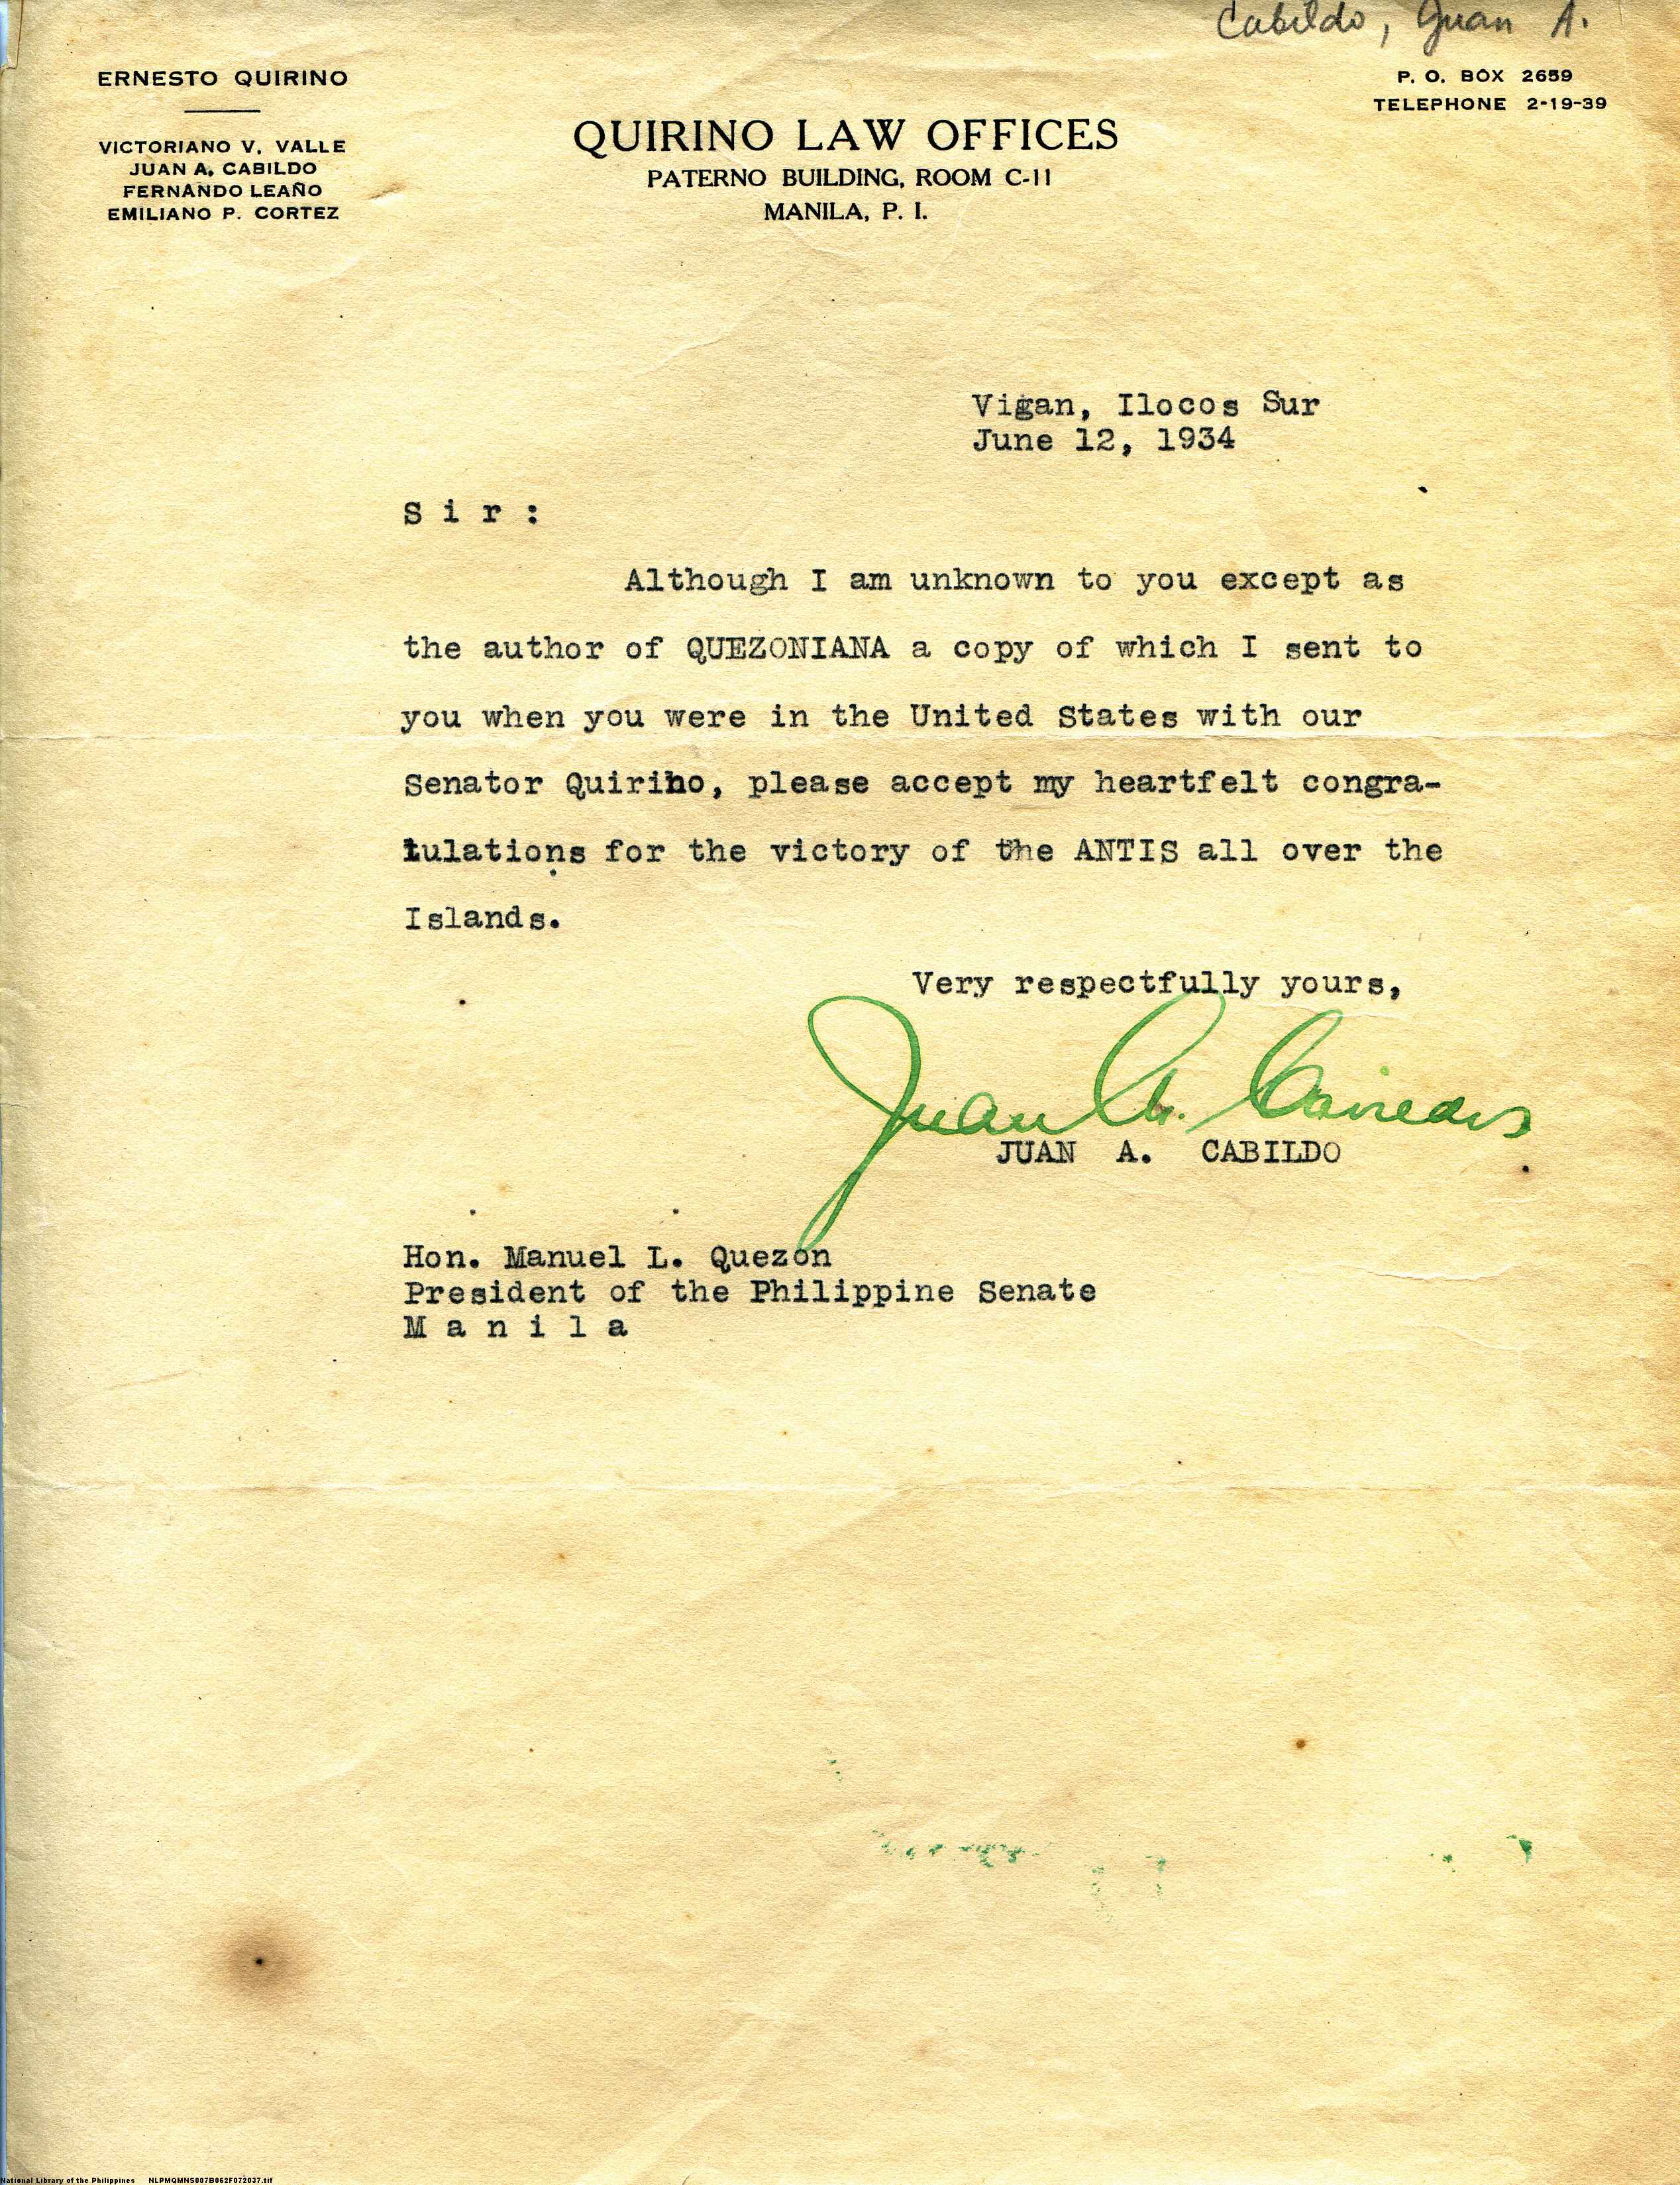 Cabildo, Juan A.
ERNESTO QUIRINO
VICTORIANO V. VALLE
JUAN A. CABILDO
FERNANDO LEAÑO
EMILIANO P. CORTEZ
P. O. BOX 2659
TELEPHONE 2-19-39
QUIRINO LAW OFFICES
PATERNO BUILDING, ROOM C-11
MANILA, P. I.
Vigan, Ilocos Sur
June 12, 1934
S i r :
Although I am unknown to you except as
the author of QUEZONIANA a copy of which I sent to
you when you were in the United States with our
Senator Quirino, please accept my heartfelt congra-
tulations for the victory of the ANTIS all over the
Islands.
Very respectfully yours,
Juan A.
JUAN A. CABILDO
Hon. Manuel L. Quezon
President of the Philippine Senate
M a n i l a
National Library of the Philippines NLPMQMNS007B062F072037.tif